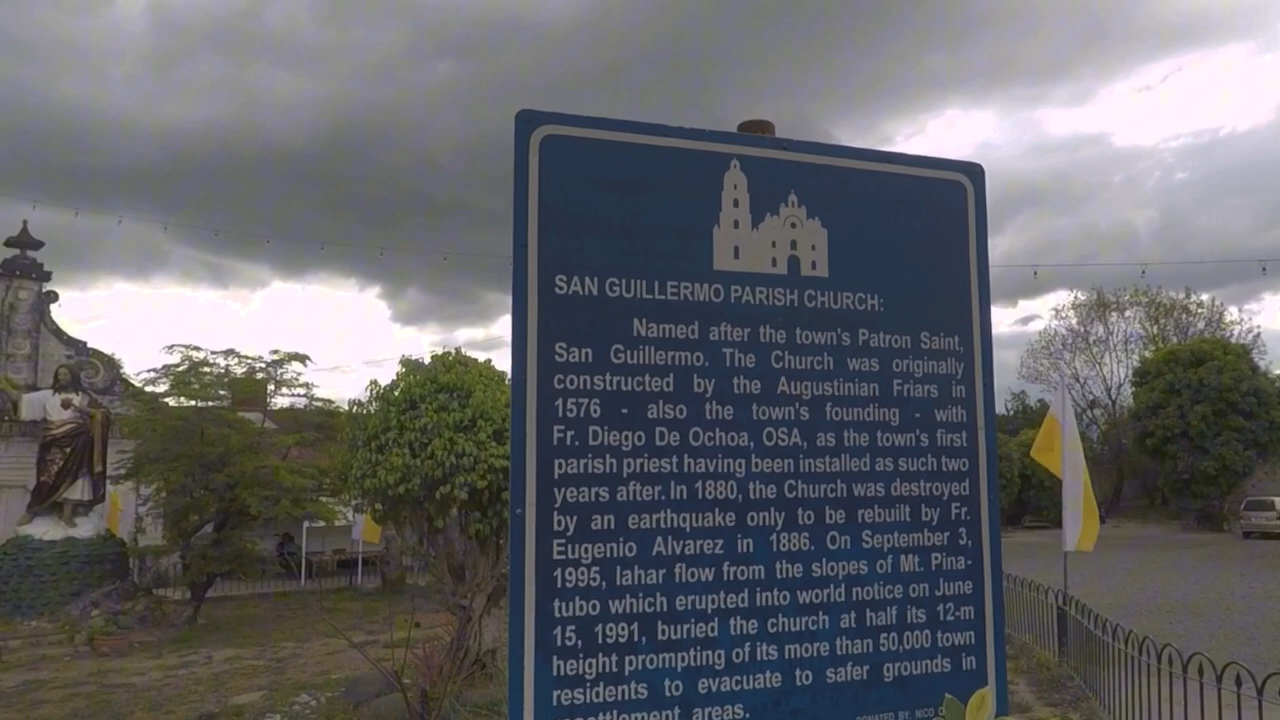 SAN GUILLERMO PARISH CHURCH:
Named after the town's Patron Saint,
San Guillermo. The Church was originally
constructed by the Augustinian Friars in
1576 - also the town's founding - with
Fr. Diego De Ochoa, OSA, as the town's first
parish priest having been installed as such two
years after. In 1880, the Church was destroyed
by an earthquake only to be rebuilt by Fr.
Eugenio Alvarez in 1886. On September 3,
1995, lahar flow from the slopes of Mt. Pina-
tubo which erupted into world notice on June
15, 1991, buried the church at half its 12-m
height prompting of its more than 50,000 town
residents to evacuate to safer grounds in
resettlement areas.
DONATED BY: NICO